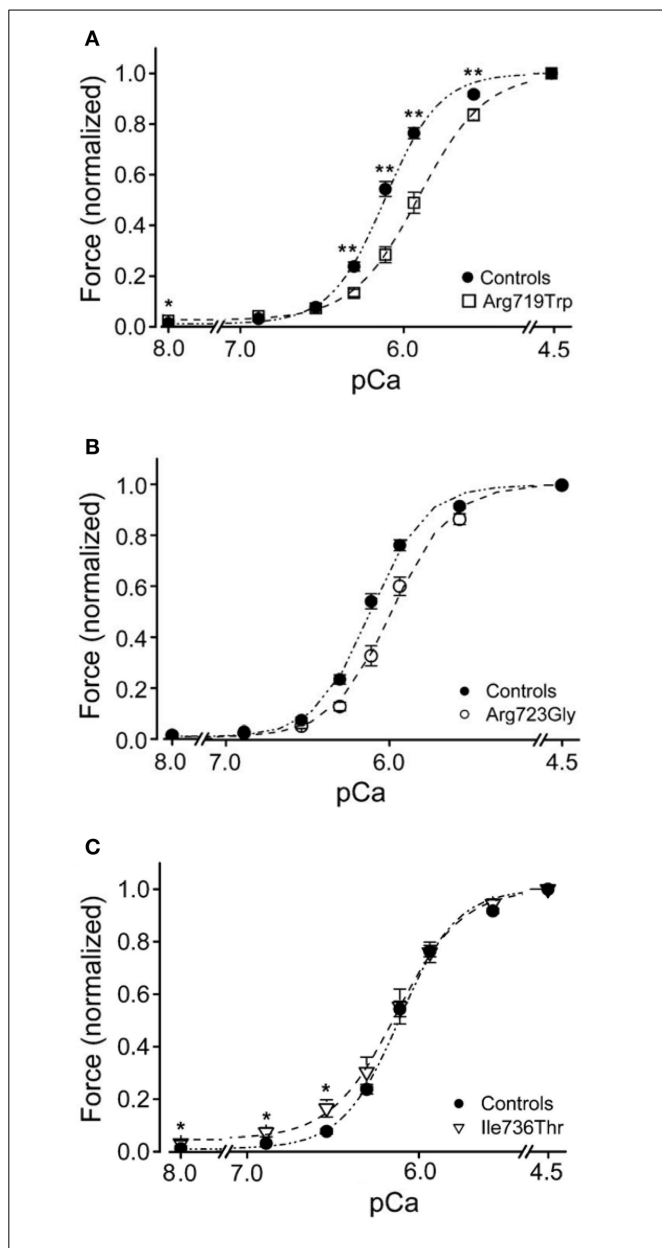 A
Force (normalized)
1.0
0.8
0.6
0.4
0.2
0.0
*
**
**
**
**
Controls
Arg719Trp
8.0 7.0 6.0 4.5
pCa
B
Force (normalized)
1.0
0.8
0.6
0.4
0.2
0.0
Controls
Arg723Gly
8.0 7.0 6.0 4.5
pCa
C
Force (normalized)
1.0
0.8
0.6
0.4
0.2
0.0
*
*
*
Controls
Ile736Thr
8.0 7.0 6.0 4.5
pCa